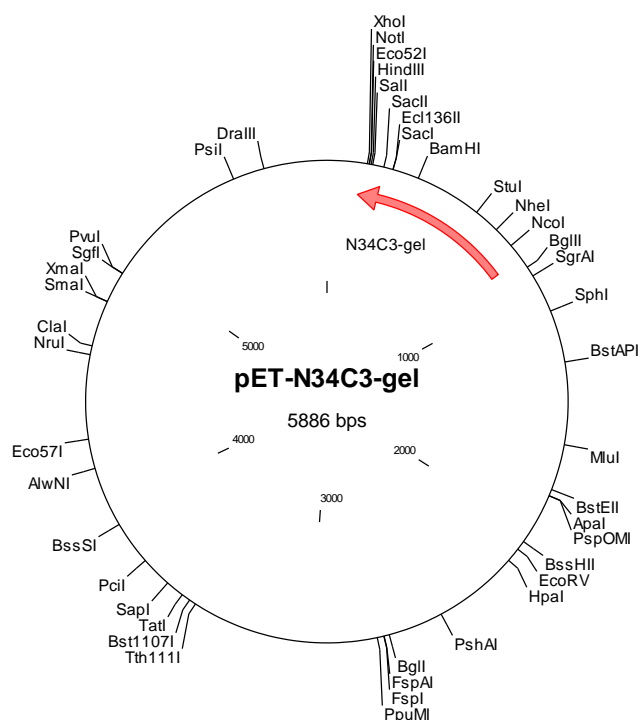 XhoI
NotI
Eco52I
HindIII
SalI
SacII
Ecl136II
SacI
BamHI
StuI
NheI
NcoI
BglII
SgrAI
SphI
BstAPI
MluI
BstEII
ApaI
PspOMI
BssHII
EcoRV
HpaI
PshAI
BglI
FspAI
FspI
PpuMI
Tth111I
Bst1107I
TatI
SapI
PciI
BssSI
AlwNI
Eco57I
NruI
ClaI
SmaI
XmaI
SgfI
PvuI
PsiI
DraIII
N34C3-gel
1000
2000
3000
4000
5000
pET-N34C3-gel
5886 bps